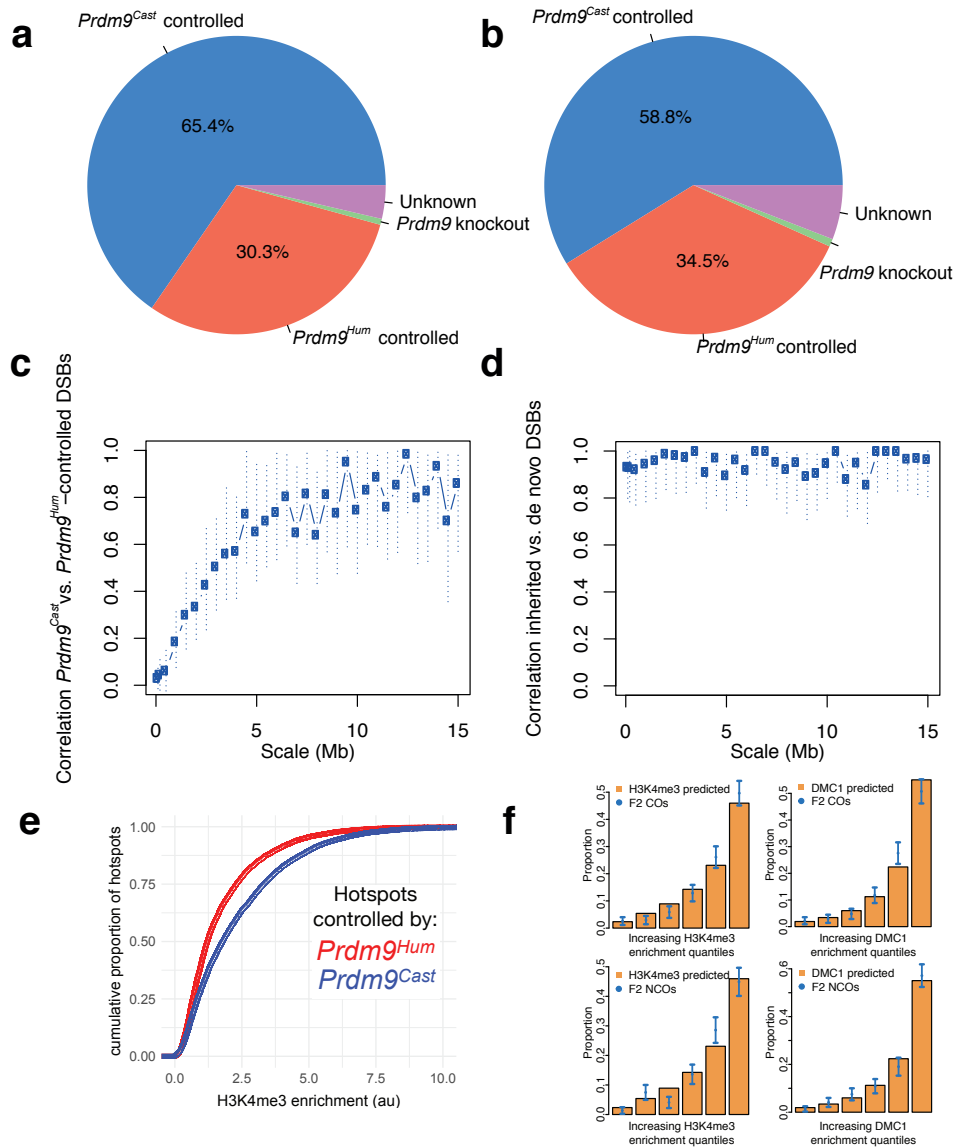 a
Prdm9Cast controlled
65.4%
Unknown
Prdm9 knockout
30.3%
Prdm9Hum controlled
b
Prdm9Cast controlled
58.8%
Unknown
Prdm9 knockout
34.5%
Prdm9Hum controlled
c
Correlation Prdm9Cast vs. Prdm9Hum–controlled DSBs
1.0
0.8
0.6
0.4
0.2
0.0
0 5 10 15
Scale (Mb)
d
Correlation inherited vs. de novo DSBs
1.0
0.8
0.6
0.4
0.2
0.0
0 5 10 15
Scale (Mb)
e
cumulative proportion of hotspots
1.00
0.75
0.50
0.25
0.00
Hotspots
controlled by:
Prdm9Hum
Prdm9Cast
0.0 2.5 5.0 7.5 10.0
H3K4me3 enrichment (au)
f
H3K4me3 predicted
F2 COs
Proportion
0.5
0.4
0.3
0.2
0.1
0.0
Increasing H3K4me3
enrichment quantiles
DMC1 predicted
F2 COs
Proportion
0.5
0.4
0.3
0.2
0.1
0.0
Increasing DMC1
enrichment quantiles
H3K4me3 predicted
F2 NCOs
Proportion
0.5
0.4
0.3
0.2
0.1
0.0
Increasing H3K4me3
enrichment quantiles
DMC1 predicted
F2 NCOs
Proportion
0.5
0.4
0.3
0.2
0.1
0.0
Increasing DMC1
enrichment quantiles